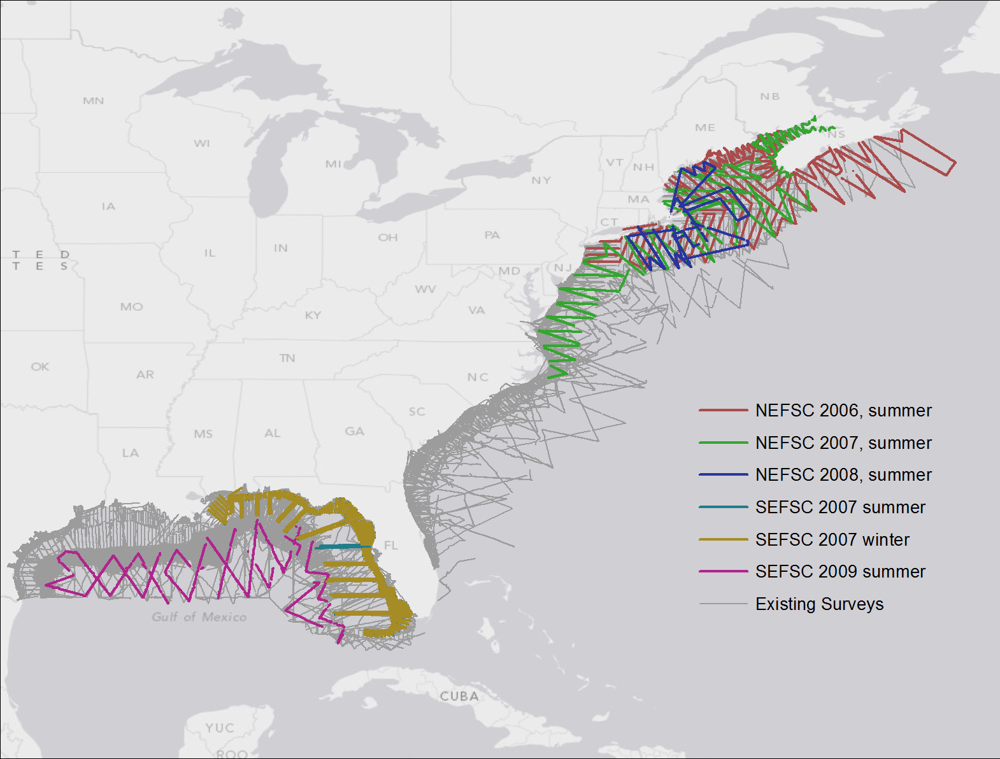 NB
MN
ME
NS
WI
VT
NH
MI
NY
MA
IA
CT
PA
OH
IN
IL
T E D
T E S
NJ
MD
WV
MO
KY
VA
TN
OK
AR
NC
SC
MS
AL
GA
LA
FL
Gulf of Mexico
CUBA
YUC
ROO
NEFSC 2006, summer
NEFSC 2007, summer
NEFSC 2008, summer
SEFSC 2007 summer
SEFSC 2007 winter
SEFSC 2009 summer
Existing Surveys